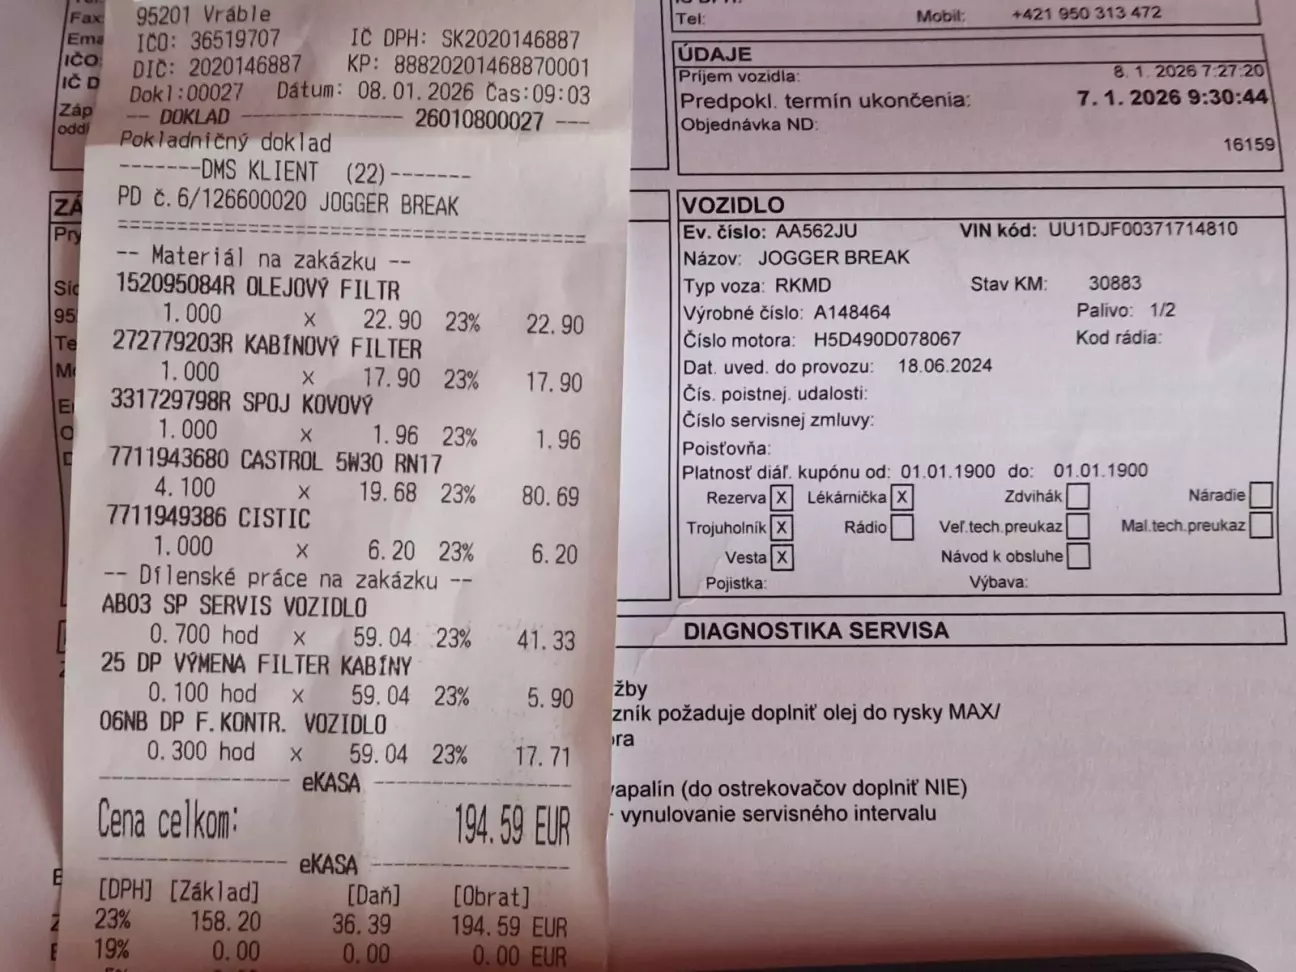 Fax
Ema
IČO
IČ D
Záp
95201 Vráble
IČO: 36519707 IČ DPH: SK2020146887
DIČ: 2020146887 KP: 88820201468870001
Dokl:00027 Dátum: 08.01.2026 Čas:09:03
-- DOKLAD ---------------- 26010800027 ---
Pokladničný doklad
-------DMS KLIENT (22)-------
PD č.6/126600020 JOGGER BREAK
========================================
-- Materiál na zakázku --
152095084R OLEJOVÝ FILTR
1.000 x 22.90 23% 22.90
272779203R KABÍNOVÝ FILTER
1.000 x 17.90 23% 17.90
331729798R SPOJ KOVOVÝ
1.000 x 1.96 23% 1.96
7711943680 CASTROL 5W30 RN17
4.100 x 19.68 23% 80.69
7711949386 CISTIC
1.000 x 6.20 23% 6.20
-- Dílenské práce na zakázku --
AB03 SP SERVIS VOZIDLO
0.700 hod x 59.04 23% 41.33
25 DP VÝMENA FILTER KABÍNY
0.100 hod x 59.04 23% 5.90
06NB DP F.KONTR. VOZIDLO
0.300 hod x 59.04 23% 17.71
------------------- eKASA -------------------
Cena celkom: 194.59 EUR
------------------- eKASA -------------------
[DPH] [Základ] [Daň] [Obrat]
23% 158.20 36.39 194.59 EUR
19% 0.00 0.00 0.00 EUR
Tel: Mobil: +421 950 313 472
ÚDAJE
Príjem vozidla: 8. 1. 2026 7:27:20
Predpokl. termín ukončenia: 7. 1. 2026 9:30:44
Objednávka ND:
16159
VOZIDLO
Ev. číslo: AA562JU VIN kód: UU1DJF00371714810
Názov: JOGGER BREAK
Typ voza: RKMD Stav KM: 30883
Výrobné číslo: A148464 Palivo: 1/2
Číslo motora: H5D490D078067 Kod rádia:
Dat. uved. do provozu: 18.06.2024
Čís. poistnej. udalosti:
Číslo servisnej zmluvy:
Poisťovňa:
Platnosť diáľ. kupónu od: 01.01.1900 do: 01.01.1900
Rezerva X Lékárnička X Zdvihák Náradie
Trojuholník X Rádio Veľ.tech.preukaz Mal.tech.preukaz
Vesta X Návod k obsluhe
Pojistka: Výbava:
DIAGNOSTIKA SERVISA
žby
zník požaduje doplniť olej do rysky MAX/
ra
apalín (do ostrekovačov doplniť NIE)
- vynulovanie servisného intervalu